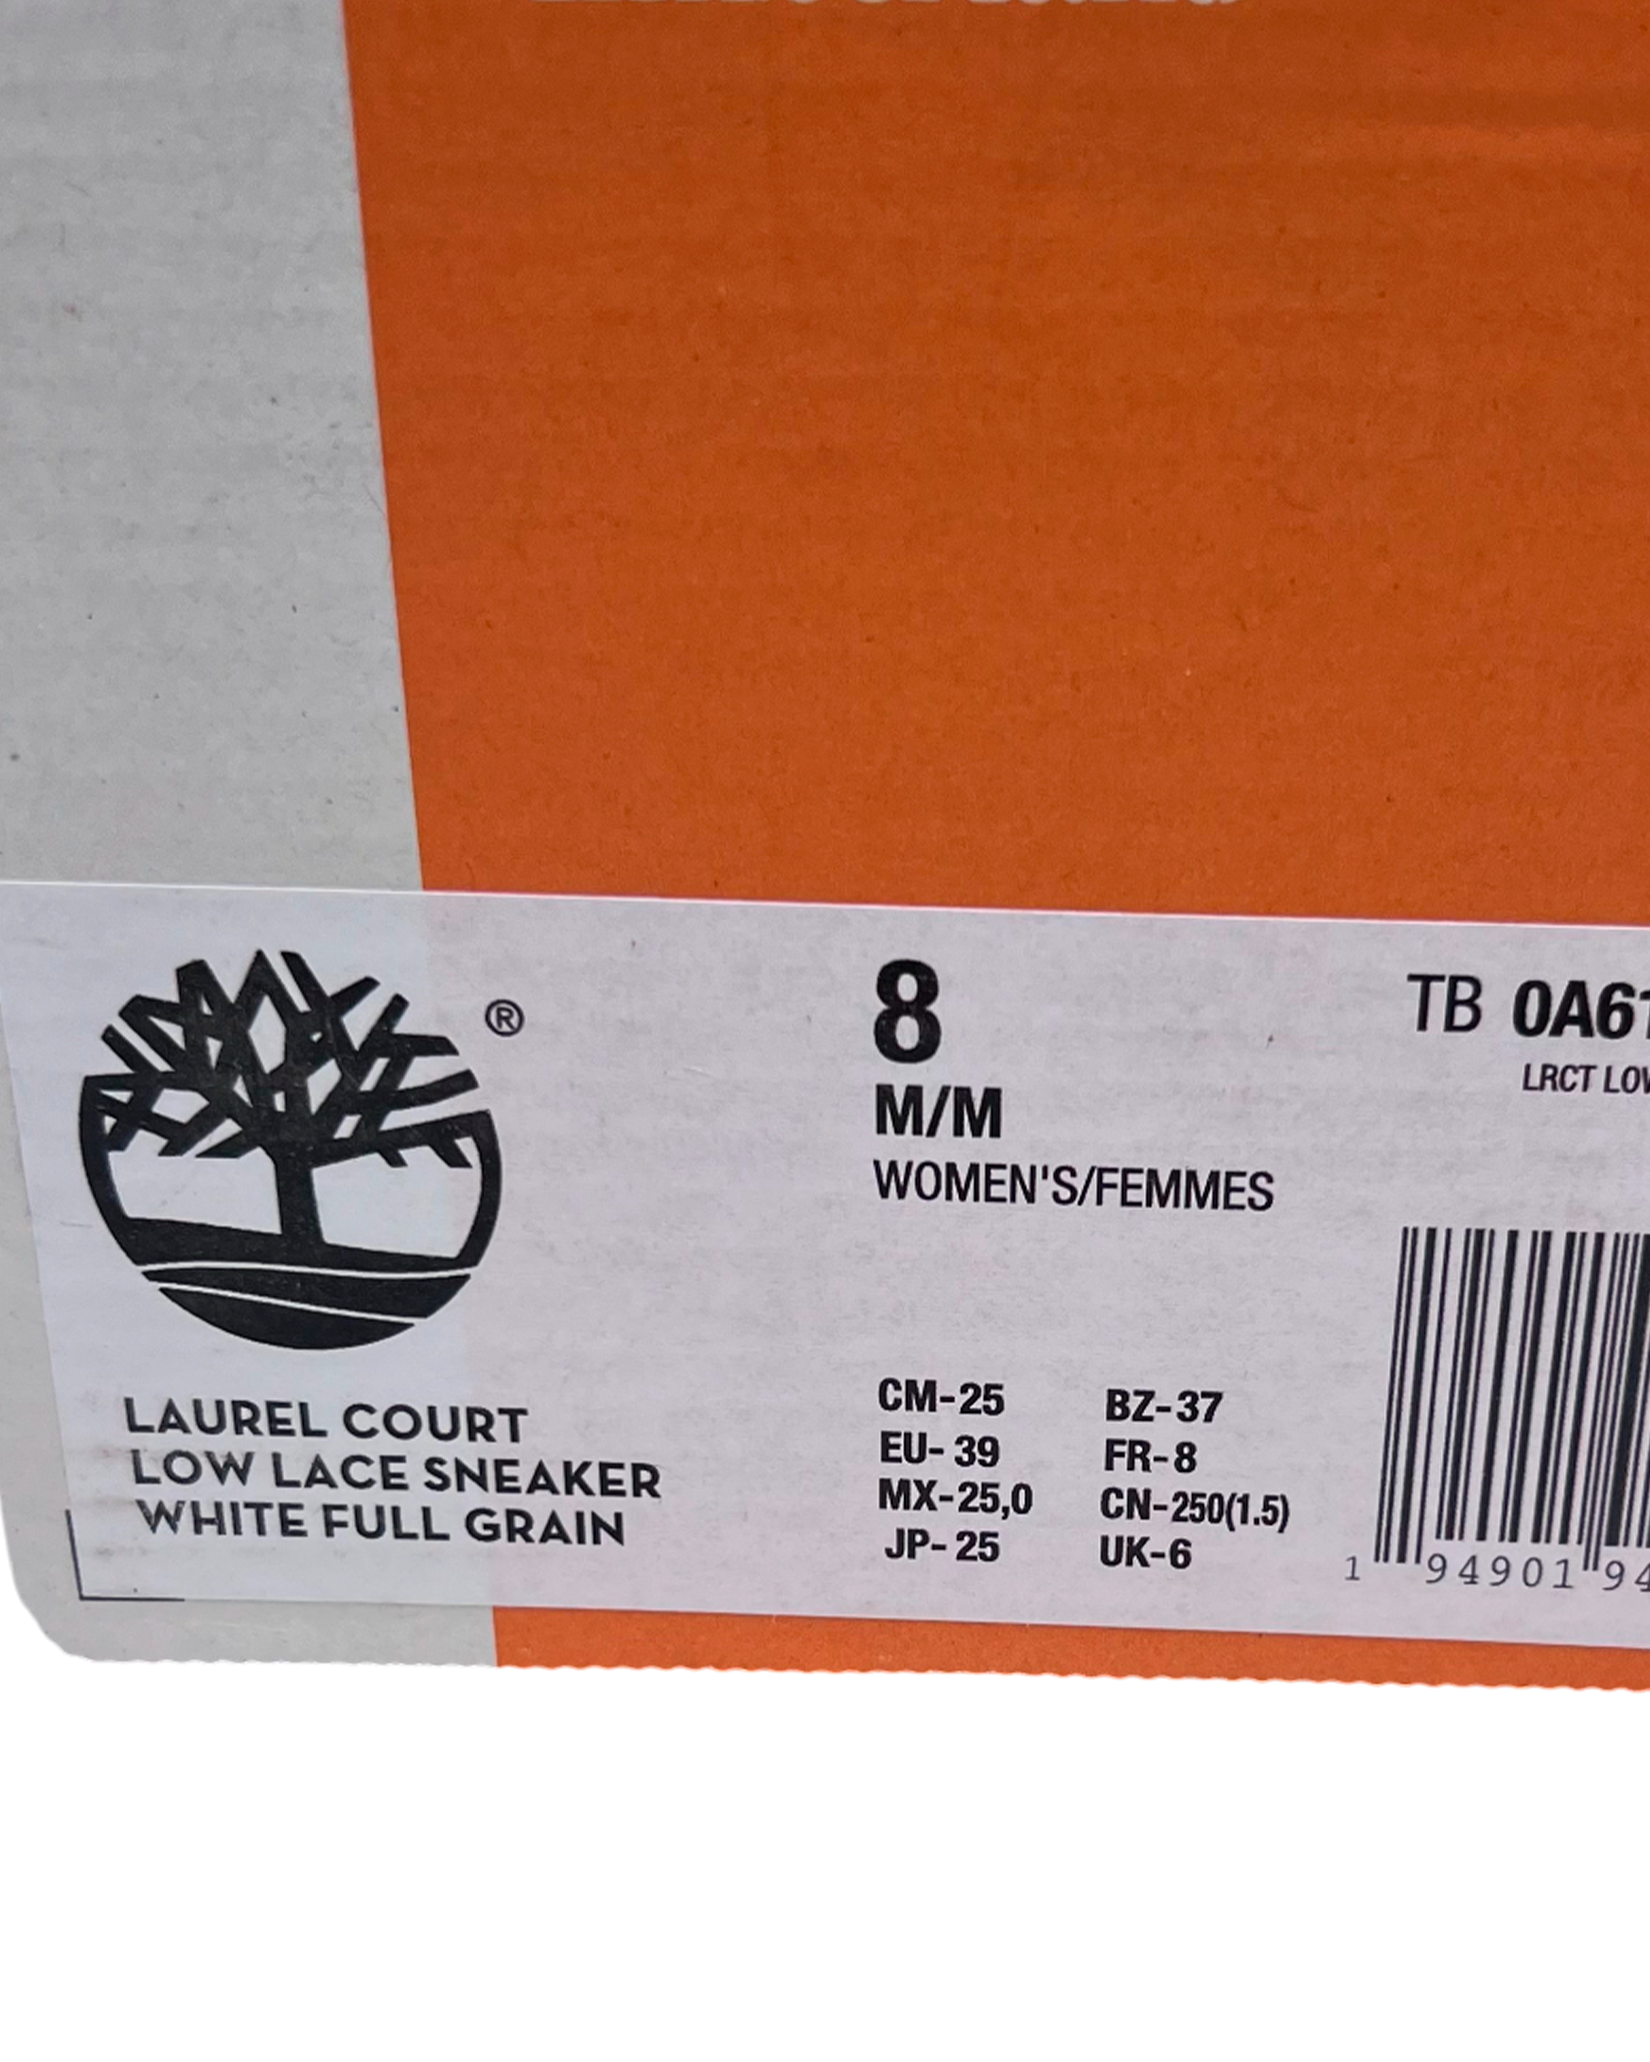 ®
LAUREL COURT
LOW LACE SNEAKER
WHITE FULL GRAIN
8
M/M
WOMEN'S/FEMMES
CM-25
EU- 39
MX-25,0
JP- 25
BZ-37
FR-8
CN-250(1.5)
UK-6
TB 0A61
LRCT LOW
1 94901 94